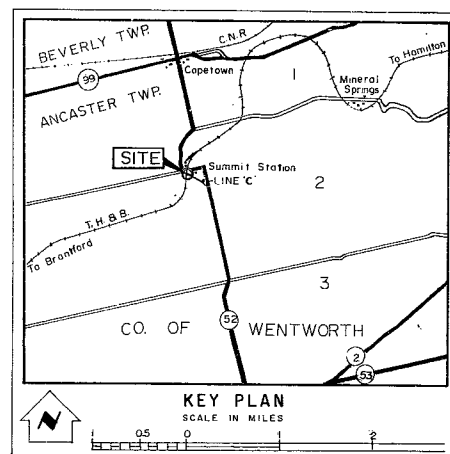 BEVERLY TWP.
C.N.R
To Hamilton
99
Copetown
1
Mineral
Springs
ANCASTER TWP.
SITE
Summit Station
LINE 'C'
2
T. H. & B.
To Brantford
3
52
CO. OF WENTWORTH
2
53
KEY PLAN
SCALE IN MILES
N
1 0.5 0 1 2